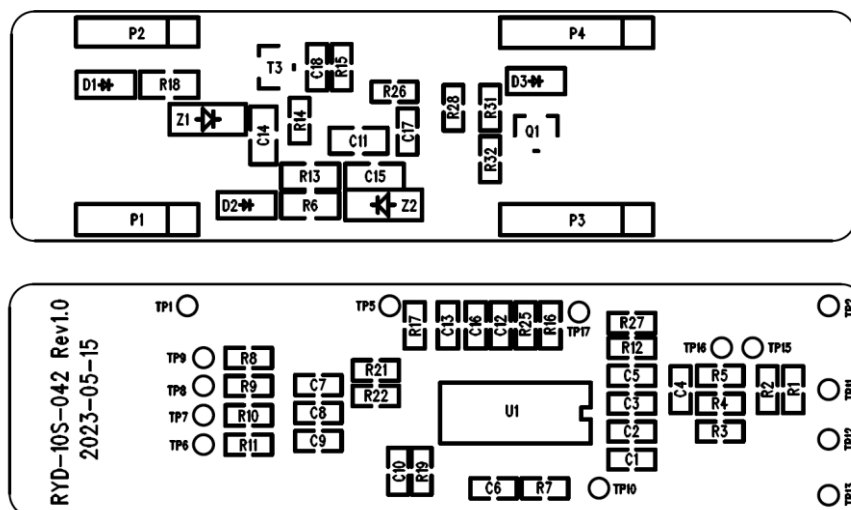 P2
P4
T3
C18
R15
D1
R18
R26
D3
Z1
C14
R14
R28
R31
C17
C11
Q1
R32
R13
C15
D2
R6
Z2
P1
P3
RYD-10S-042 Rev1.0
2023-05-15
TP1
TP5
R17
C13
C16
C12
R25
R16
TP17
R27
TP2
TP9
R8
R12
TP16
TP15
R21
TP8
R9
C7
R22
C5
C4
R5
R2
R1
TP11
TP7
R10
C8
U1
C3
R4
TP6
R11
C9
C2
R3
TP12
C10
R19
C1
C6
R7
TP10
TP13